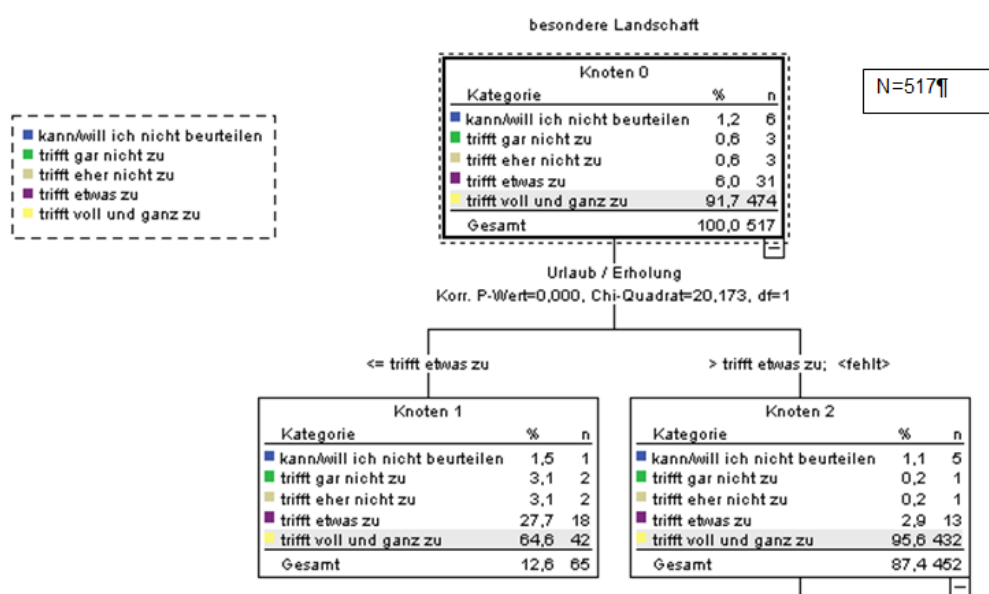 besondere Landschaft
N=517¶
kann/will ich nicht beurteilen
trifft gar nicht zu
trifft eher nicht zu
trifft etwas zu
trifft voll und ganz zu
Knoten 0
Kategorie % n
kann/will ich nicht beurteilen 1,2 6
trifft gar nicht zu 0,6 3
trifft eher nicht zu 0,6 3
trifft etwas zu 6,0 31
trifft voll und ganz zu 91,7 474
Gesamt 100,0 517
Urlaub / Erholung
Korr. P-Wert=0,000, Chi-Quadrat=20,173, df=1
<= trifft etwas zu
> trifft etwas zu; <fehlt>
Knoten 1
Kategorie % n
kann/will ich nicht beurteilen 1,5 1
trifft gar nicht zu 3,1 2
trifft eher nicht zu 3,1 2
trifft etwas zu 27,7 18
trifft voll und ganz zu 64,6 42
Gesamt 12,6 65
Knoten 2
Kategorie % n
kann/will ich nicht beurteilen 1,1 5
trifft gar nicht zu 0,2 1
trifft eher nicht zu 0,2 1
trifft etwas zu 2,9 13
trifft voll und ganz zu 95,6 432
Gesamt 87,4 452